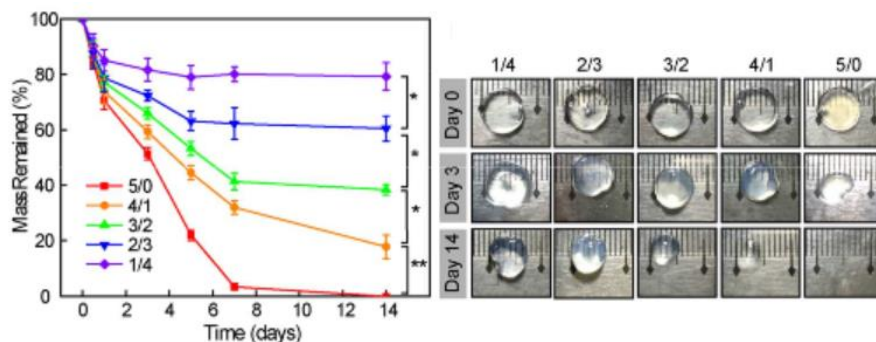 100
80
60
40
20
0
Mass Remained (%)
5/0
4/1
3/2
2/3
1/4
*
*
*
**
0 2 4 6 8 10 12 14
Time (days)
1/4 2/3 3/2 4/1 5/0
Day 0
Day 3
Day 14